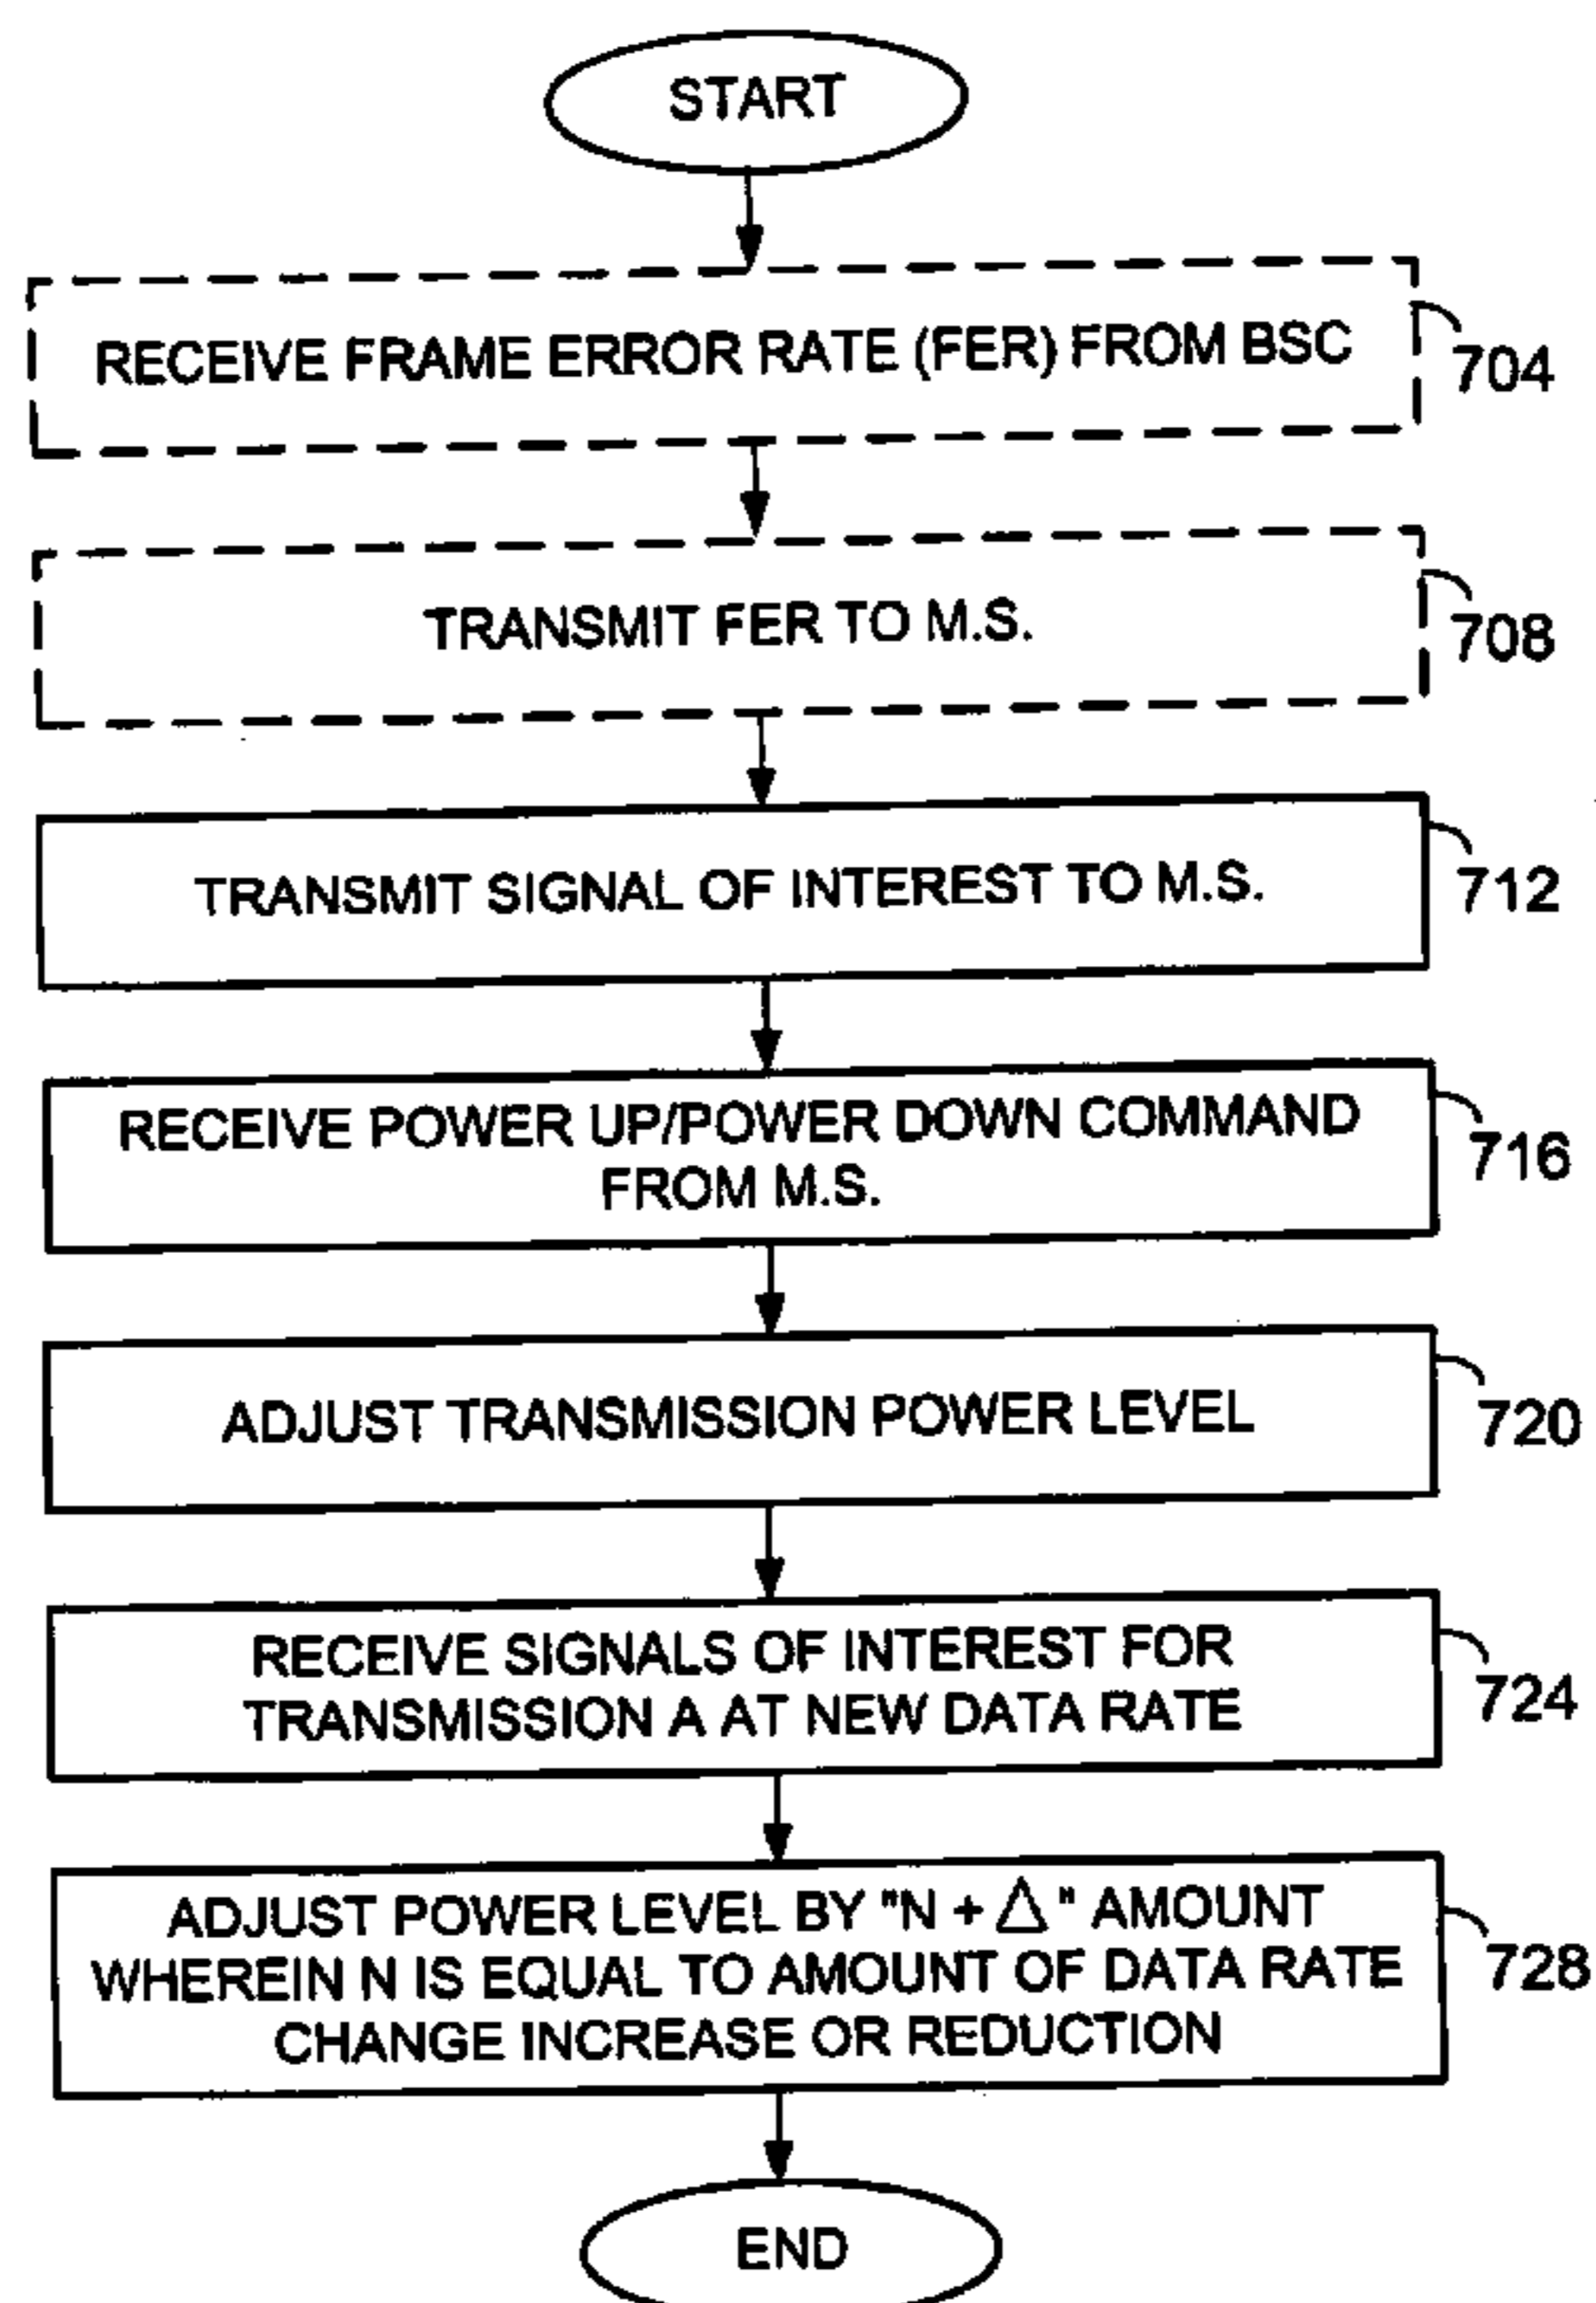 START
RECEIVE FRAME ERROR RATE (FER) FROM BSC
704
TRANSMIT FER TO M.S.
708
TRANSMIT SIGNAL OF INTEREST TO M.S.
712
RECEIVE POWER UP/POWER DOWN COMMAND
FROM M.S.
716
ADJUST TRANSMISSION POWER LEVEL
720
RECEIVE SIGNALS OF INTEREST FOR
TRANSMISSION A AT NEW DATA RATE
724
ADJUST POWER LEVEL BY "N + △" AMOUNT
WHEREIN N IS EQUAL TO AMOUNT OF DATA RATE
CHANGE INCREASE OR REDUCTION
728
END